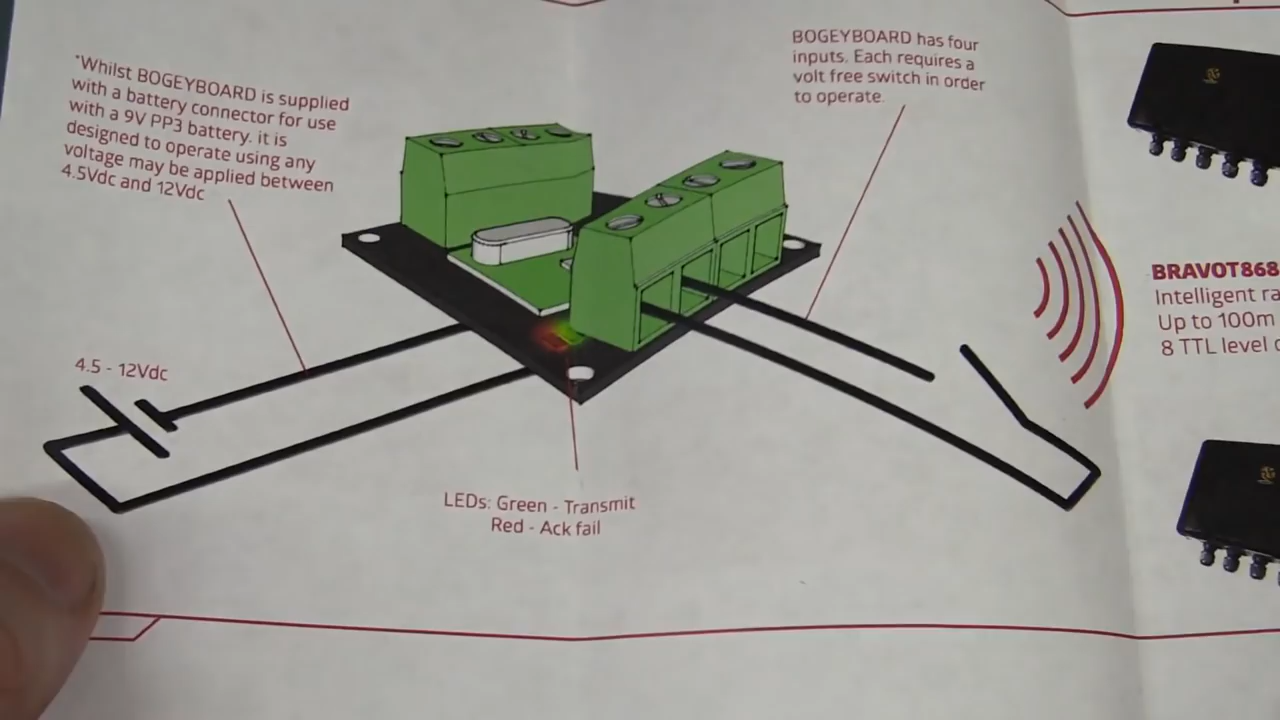 *Whilst BOGEYBOARD is supplied
with a battery connector for use
with a 9V PP3 battery. it is
designed to operate using any
voltage may be applied between
4.5Vdc and 12Vdc
BOGEYBOARD has four
inputs. Each requires a
volt free switch in order
to operate.
4.5 - 12Vdc
LEDs: Green - Transmit
Red - Ack fail
BRAVOT868
Intelligent ra
Up to 100m
8 TTL level